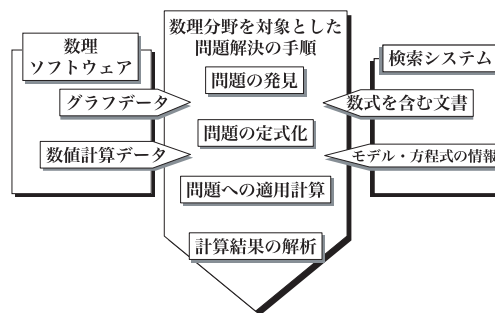 数理
ソフトウェア
グラフデータ
数値計算データ
数理分野を対象とした
問題解決の手順
問題の発見
問題の定式化
問題への適用計算
計算結果の解析
検索システム
数式を含む文書
モデル・方程式の情報